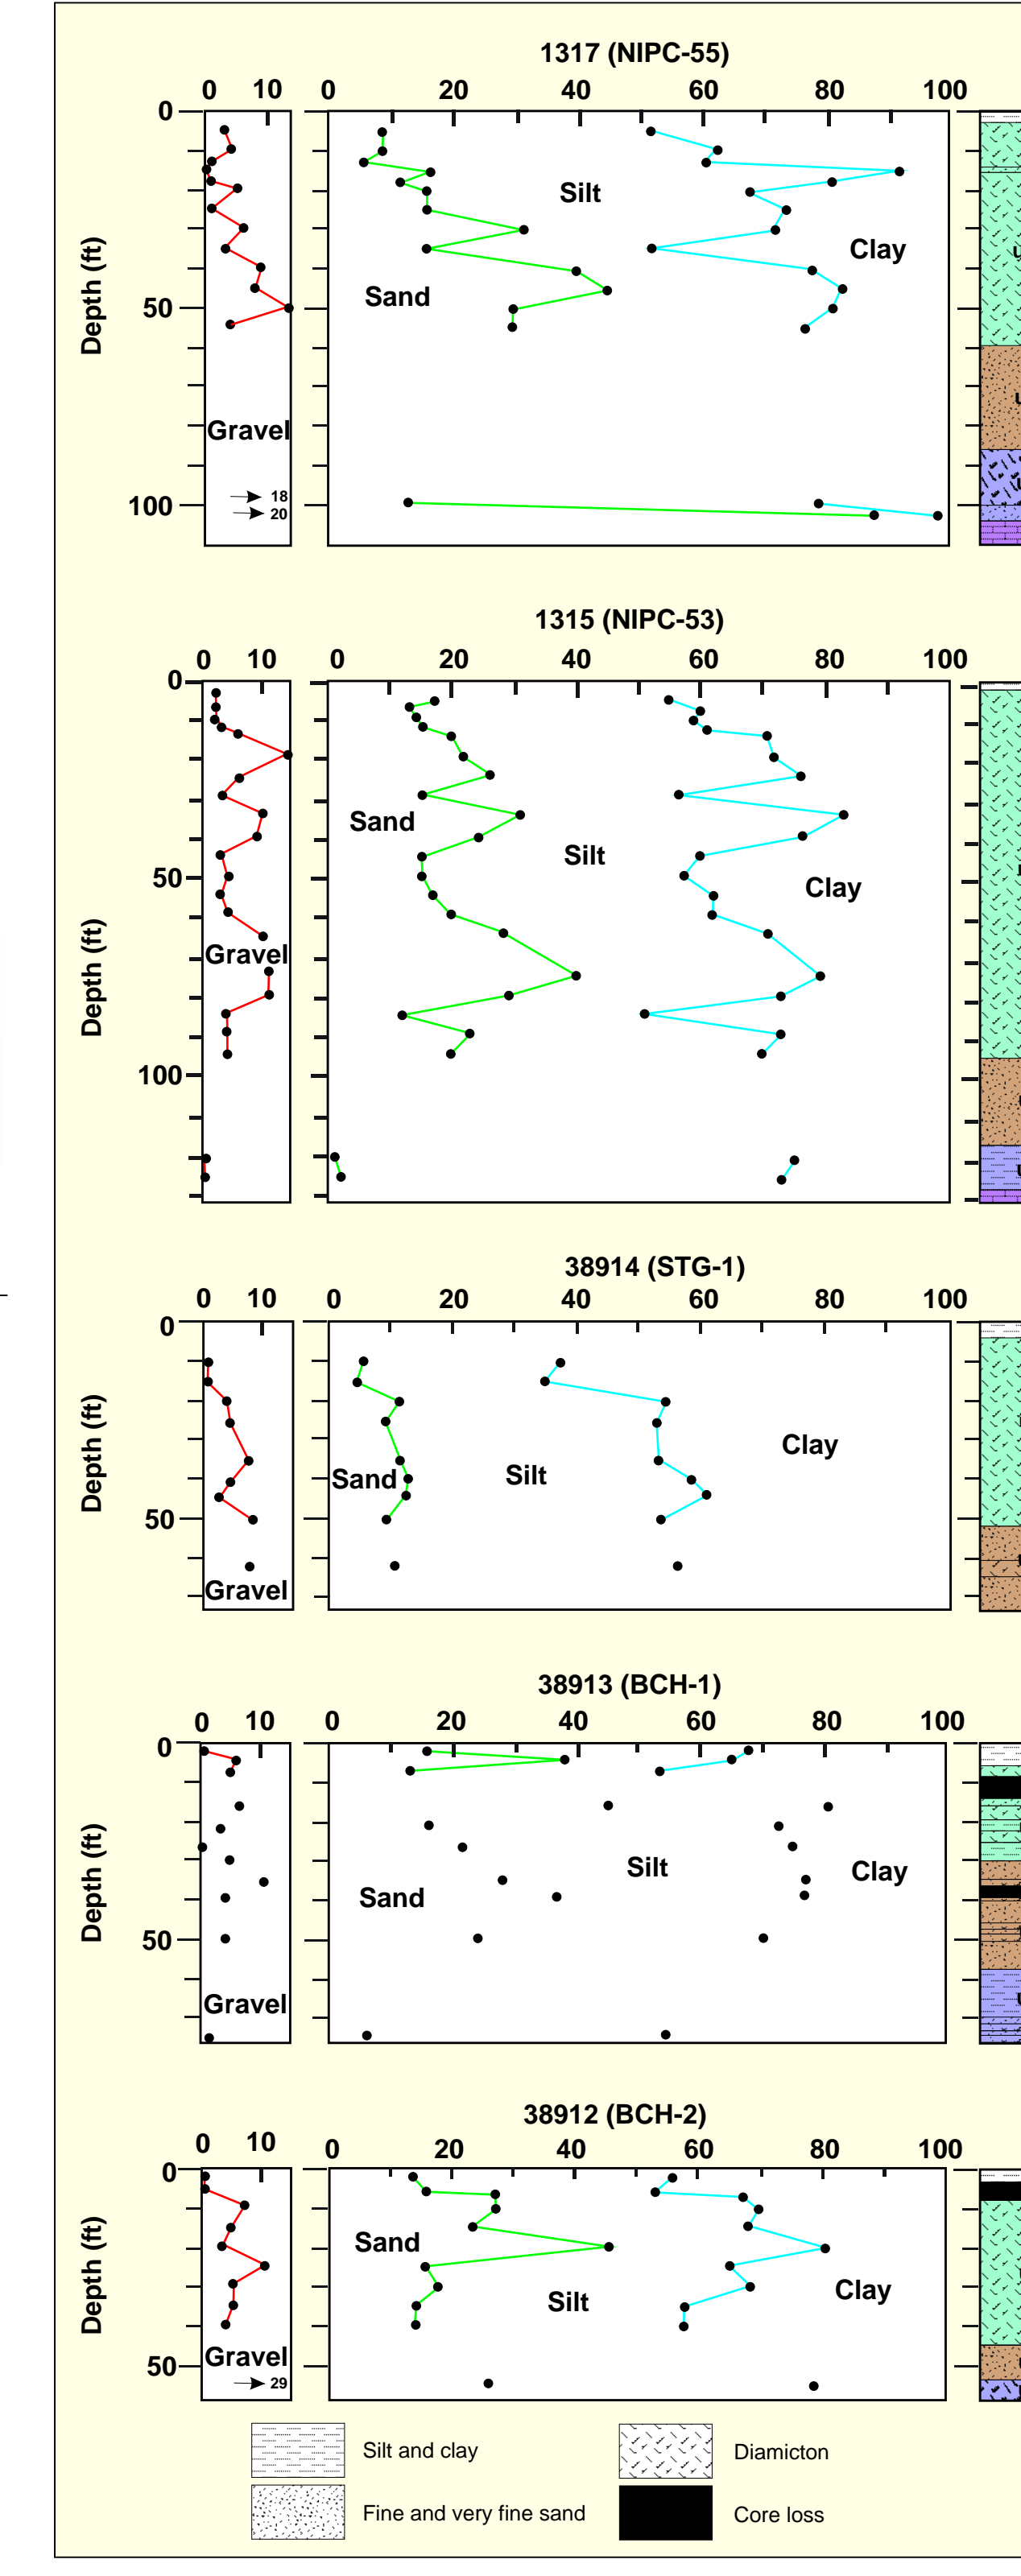 1317 (NIPC-55)
0 10 0 20 40 60 80 100
0
Silt
Clay
Sand
50
Depth (ft)
Gravel
18
100
20
1315 (NIPC-53)
0 10 0 20 40 60 80 100
0
Sand
Silt
50
Clay
Gravel
Depth (ft)
100
38914 (STG-1)
0 10 0 20 40 60 80 100
0
Depth (ft)
Clay
Sand
Silt
50
Gravel
38913 (BCH-1)
0 10 0 20 40 60 80 100
0
Silt
Clay
Depth (ft)
Sand
50
Gravel
38912 (BCH-2)
0 10 0 20 40 60 80 100
0
Sand
Depth (ft)
Silt
Clay
Gravel
50
29
Silt and clay
Diamicton
Fine and very fine sand
Core loss